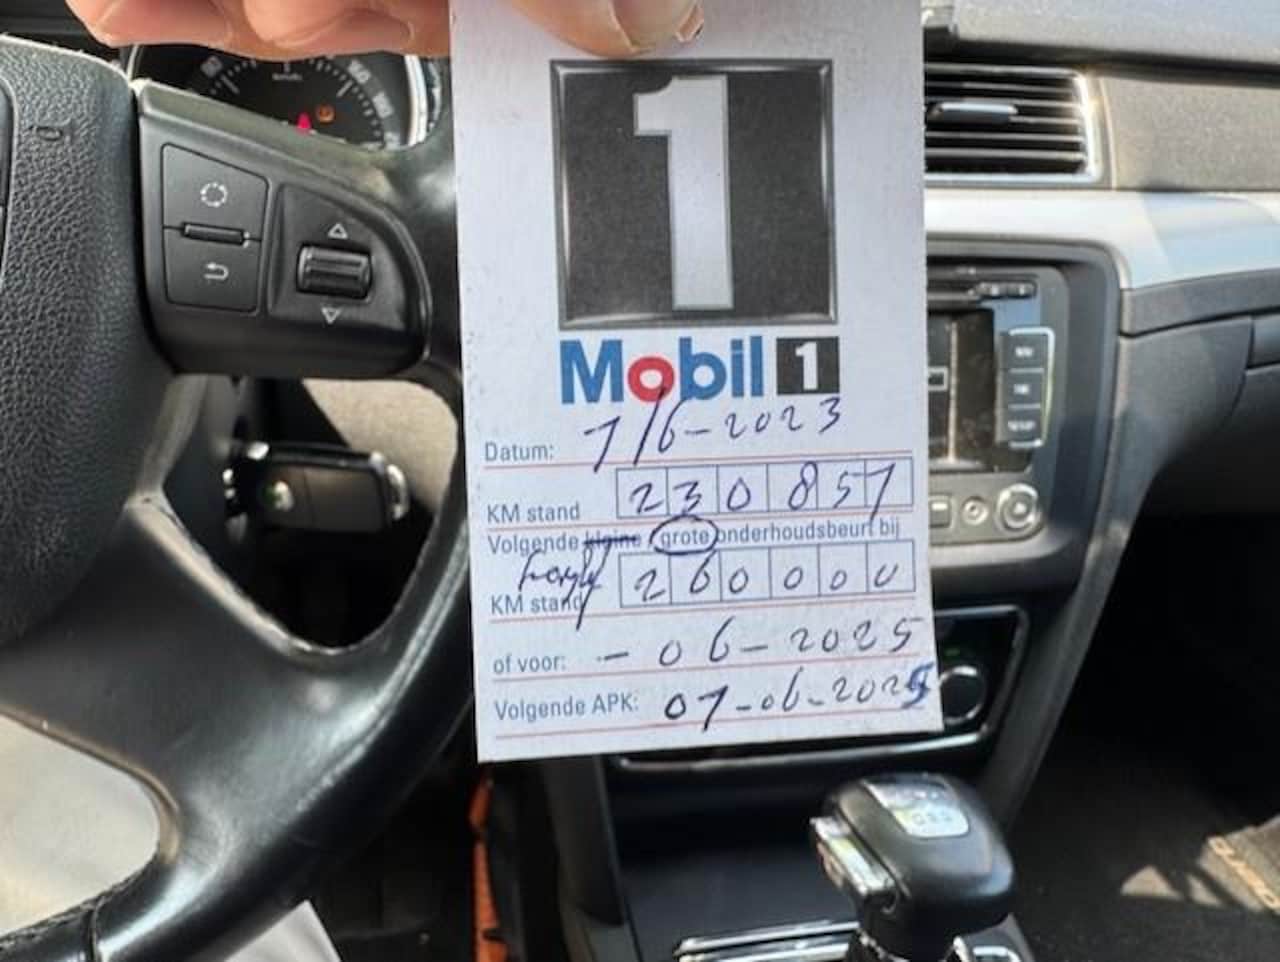 1
Mobil 1
Datum: 7/6-2023
KM stand 230857
Volgende kleine / grote onderhoudsbeurt bij
KM stand 260000
of voor: - 06-2025
Volgende APK: 07-06-2025